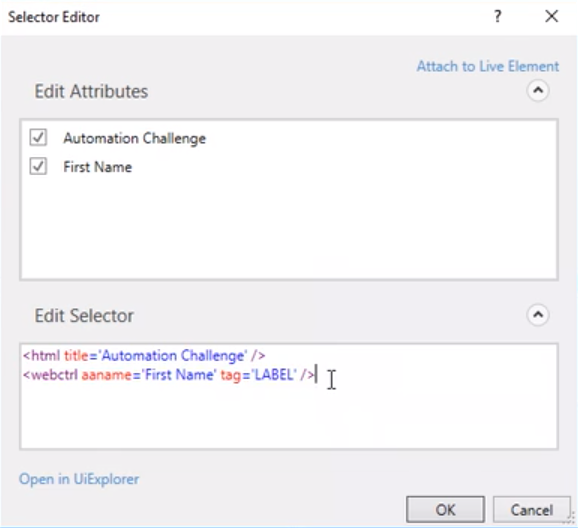 Selector Editor
?
Attach to Live Element
Edit Attributes
Automation Challenge
First Name
Edit Selector
<html title='Automation Challenge' />
<webctrl aaname='First Name' tag='LABEL' />
Open in UiExplorer
OK Cancel